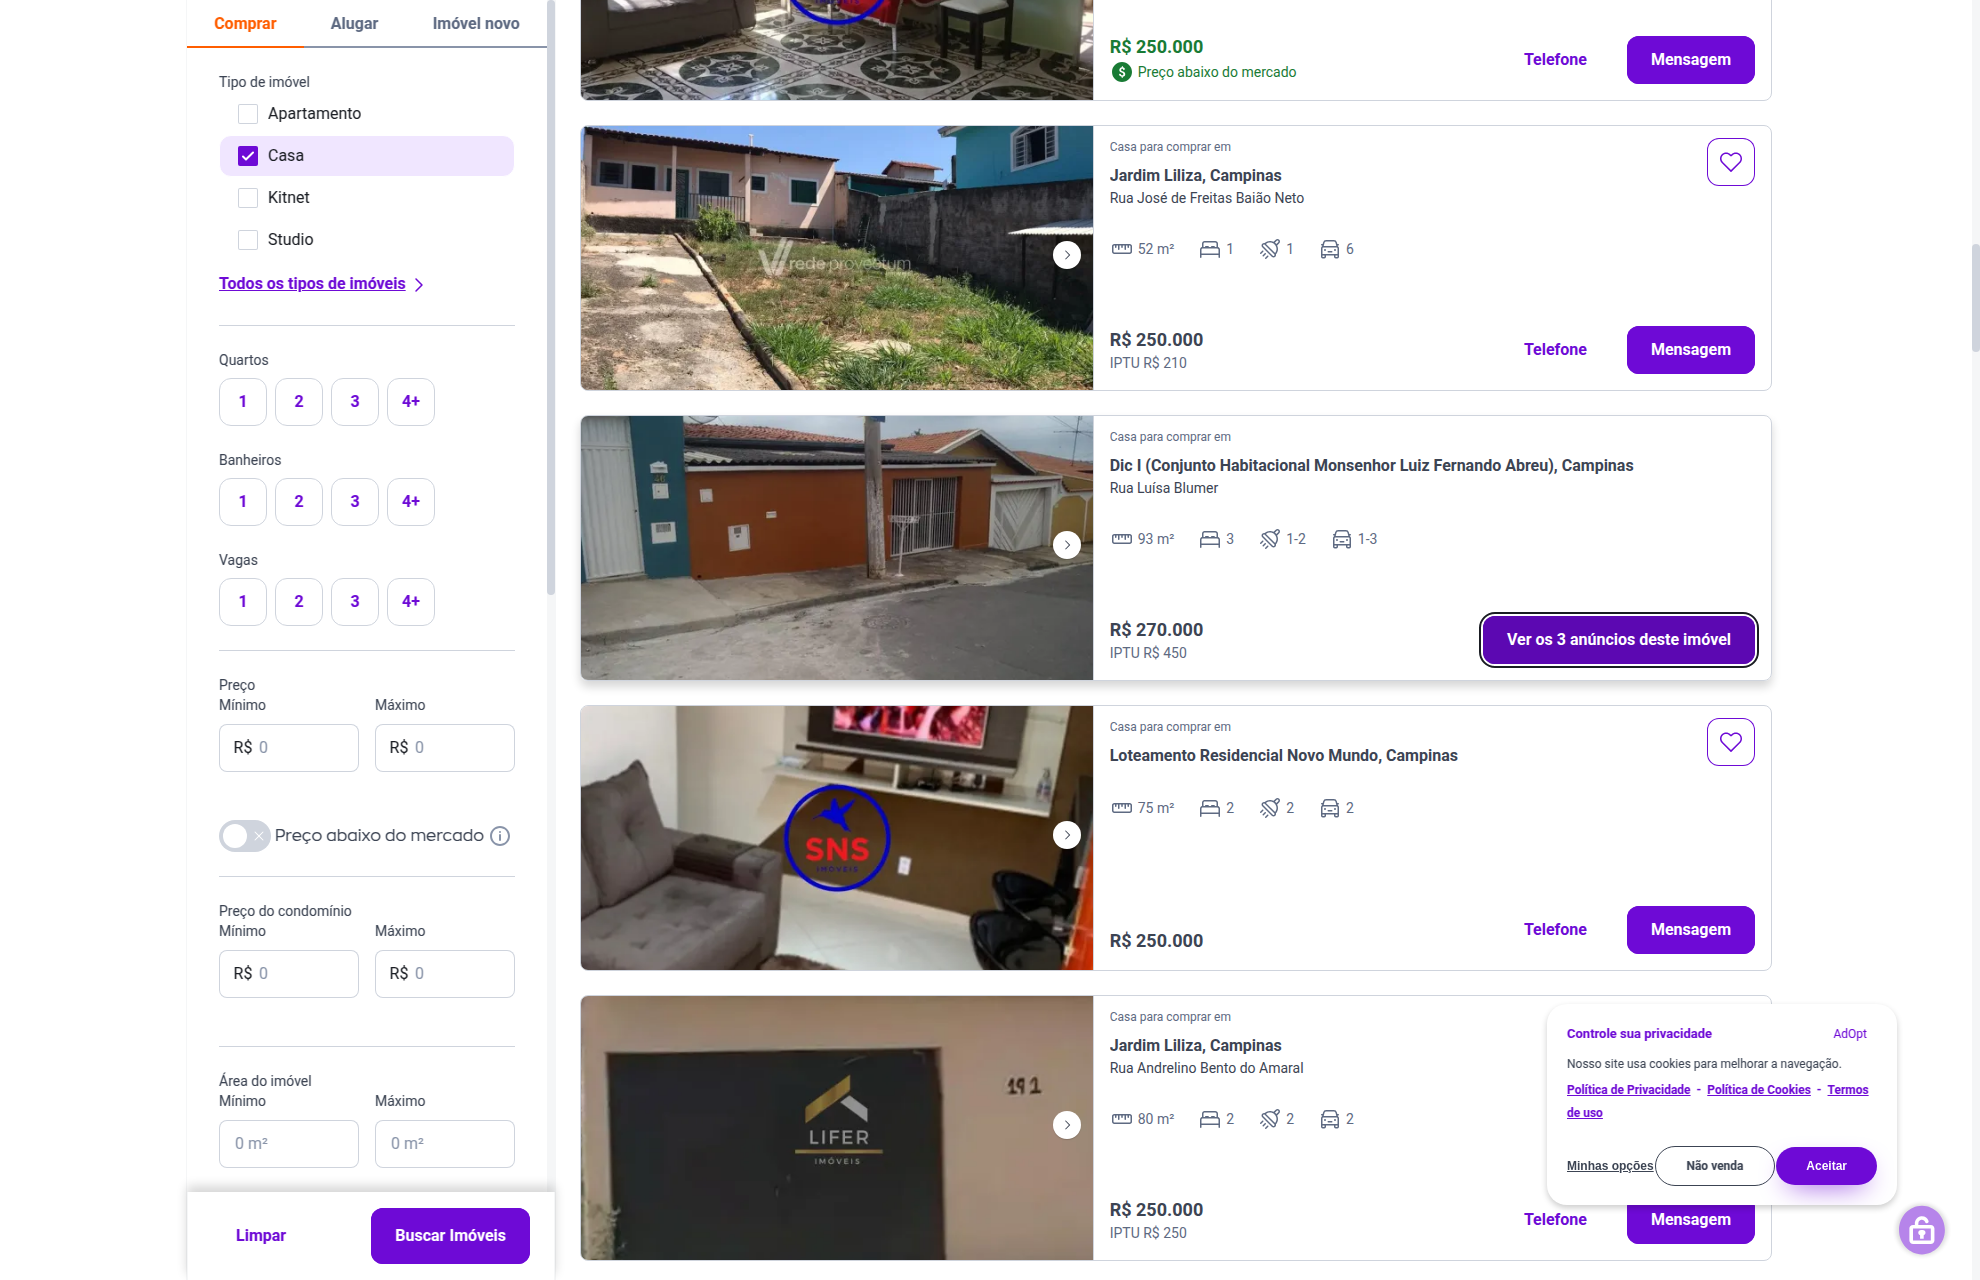 Comprar
Alugar
Imóvel novo
Tipo de imóvel
Apartamento
Casa
Kitnet
Studio
Todos os tipos de imóveis
Quartos
1 2 3 4+
Banheiros
1 2 3 4+
Vagas
1 2 3 4+
Preço
Mínimo
Máximo
R$ 0
R$ 0
Preço abaixo do mercado
Preço do condomínio
Mínimo
Máximo
R$ 0
R$ 0
Área do imóvel
Mínimo
Máximo
0 m²
0 m²
Limpar
Buscar Imóveis
R$ 250.000
Preço abaixo do mercado
Telefone
Mensagem
rede provectum
Casa para comprar em
Jardim Liliza, Campinas
Rua José de Freitas Baião Neto
52 m² 1 1 6
R$ 250.000
IPTU R$ 210
Telefone
Mensagem
Casa para comprar em
Dic I (Conjunto Habitacional Monsenhor Luiz Fernando Abreu), Campinas
Rua Luísa Blumer
93 m² 3 1-2 1-3
R$ 270.000
IPTU R$ 450
Ver os 3 anúncios deste imóvel
SNS
IMÓVEIS
Casa para comprar em
Loteamento Residencial Novo Mundo, Campinas
75 m² 2 2 2
R$ 250.000
Telefone
Mensagem
191
LIFER
IMÓVEIS
Casa para comprar em
Jardim Liliza, Campinas
Rua Andrelino Bento do Amaral
80 m² 2 2 2
R$ 250.000
IPTU R$ 250
Telefone
Mensagem
Controle sua privacidade
AdOpt
Nosso site usa cookies para melhorar a navegação.
Política de Privacidade - Política de Cookies - Termos
de uso
Minhas opções
Não venda
Aceitar